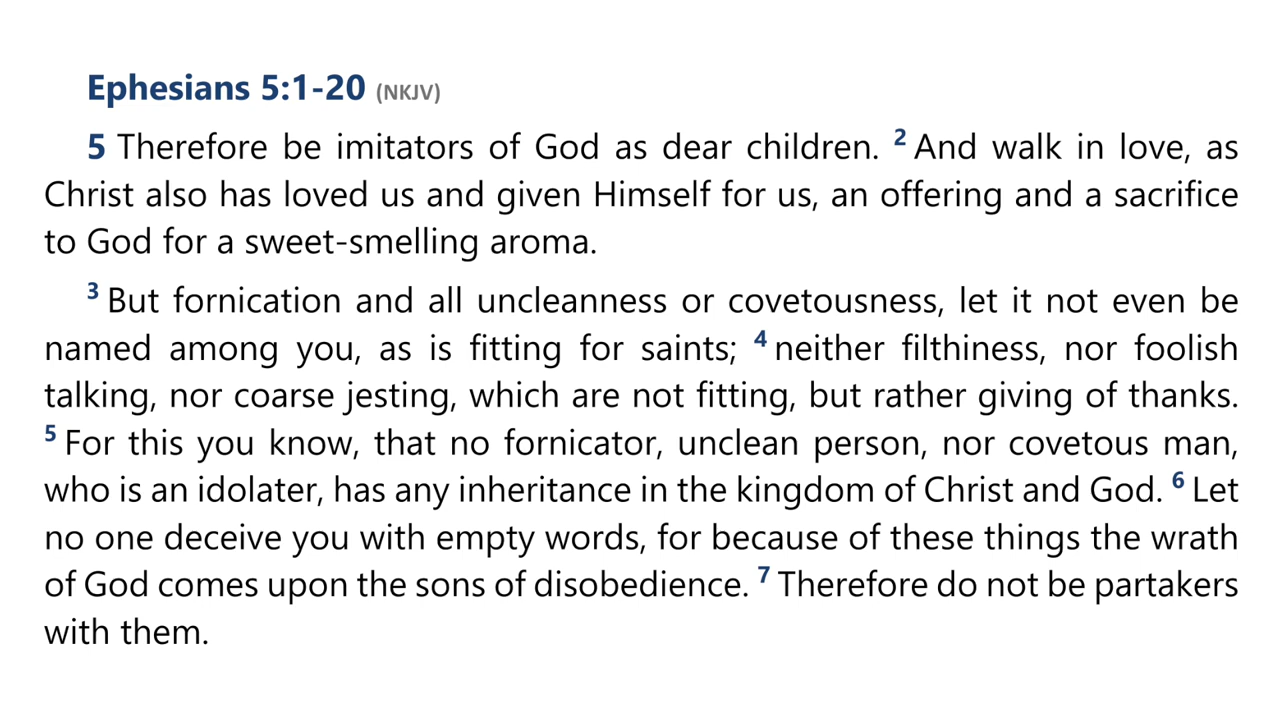 Ephesians 5:1-20 (NKJV)
5 Therefore be imitators of God as dear children. 2 And walk in love, as
Christ also has loved us and given Himself for us, an offering and a sacrifice
to God for a sweet-smelling aroma.
3 But fornication and all uncleanness or covetousness, let it not even be
named among you, as is fitting for saints; 4 neither filthiness, nor foolish
talking, nor coarse jesting, which are not fitting, but rather giving of thanks.
5 For this you know, that no fornicator, unclean person, nor covetous man,
who is an idolater, has any inheritance in the kingdom of Christ and God. 6 Let
no one deceive you with empty words, for because of these things the wrath
of God comes upon the sons of disobedience. 7 Therefore do not be partakers
with them.